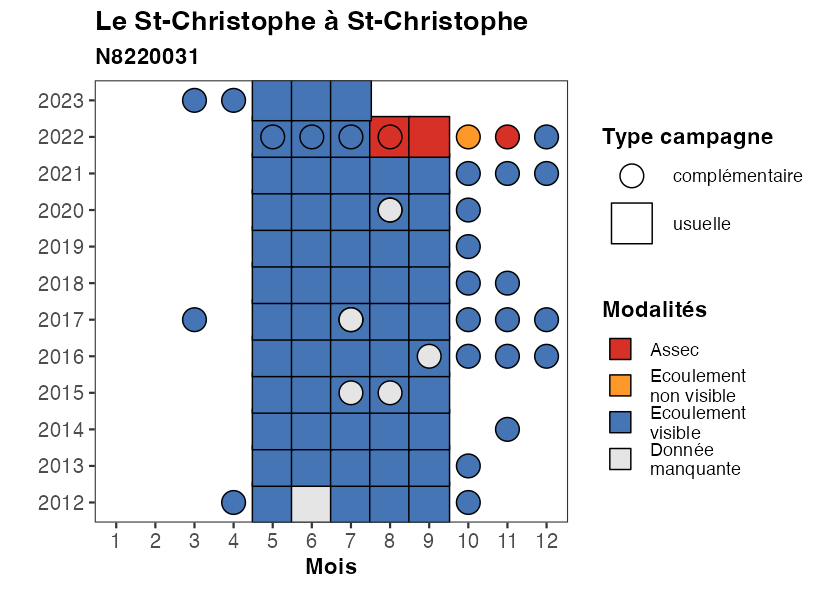 Le St-Christophe à St-Christophe
N8220031
2023
2022
2021
2020
2019
2018
2017
2016
2015
2014
2013
2012
1 2 3 4 5 6 7 8 9 10 11 12
Mois
Type campagne
complémentaire
usuelle
Modalités
Assec
Ecoulement
non visible
Ecoulement
visible
Donnée
manquante